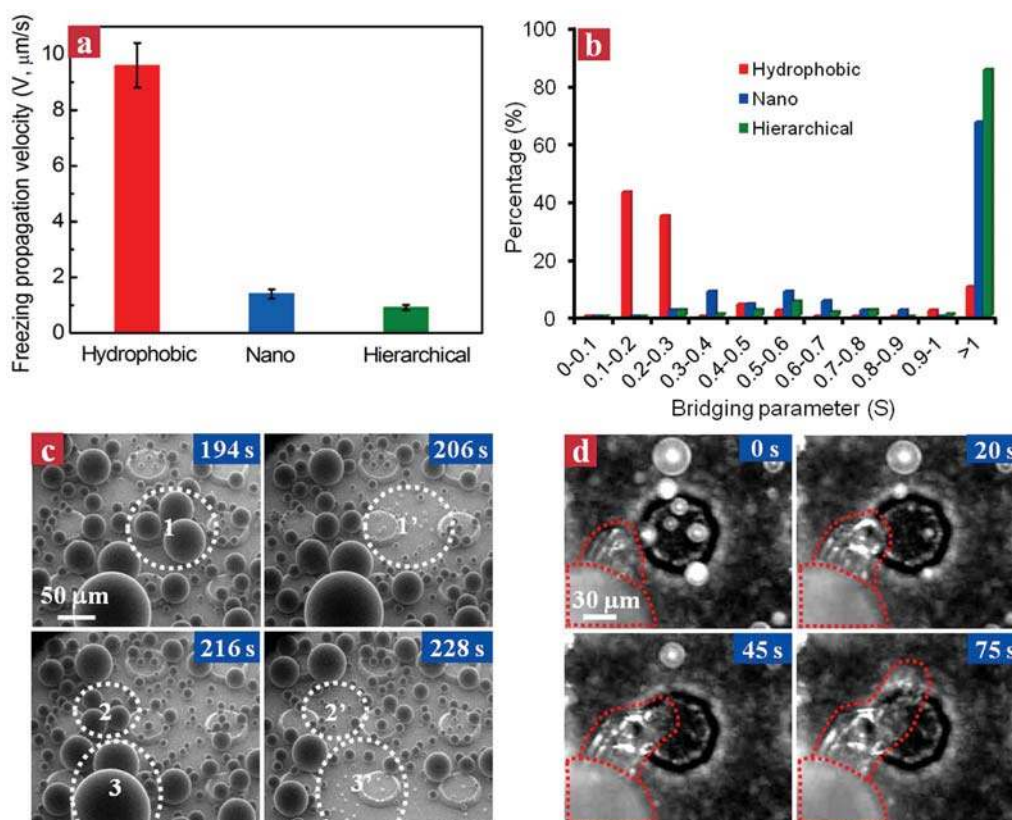 a
Freezing propagation velocity (V, μm/s)
10
8
6
4
2
0
Hydrophobic
Nano
Hierarchical
b
Percentage (%)
100
80
60
40
20
0
Hydrophobic
Nano
Hierarchical
0-0.1
0.1-0.2
0.2-0.3
0.3-0.4
0.4-0.5
0.5-0.6
0.6-0.7
0.7-0.8
0.8-0.9
0.9-1
>1
Bridging parameter (S)
c
194 s
1
50 μm
206 s
1'
216 s
2
3
228 s
2'
3'
d
0 s
30 μm
20 s
45 s
75 s